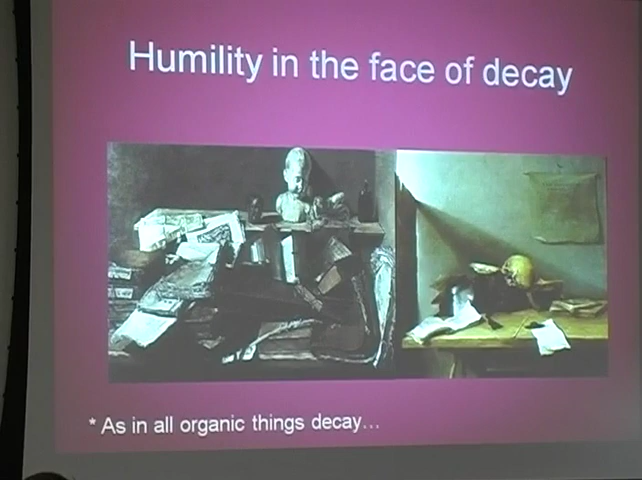 Humility in the face of decay
* As in all organic things decay...